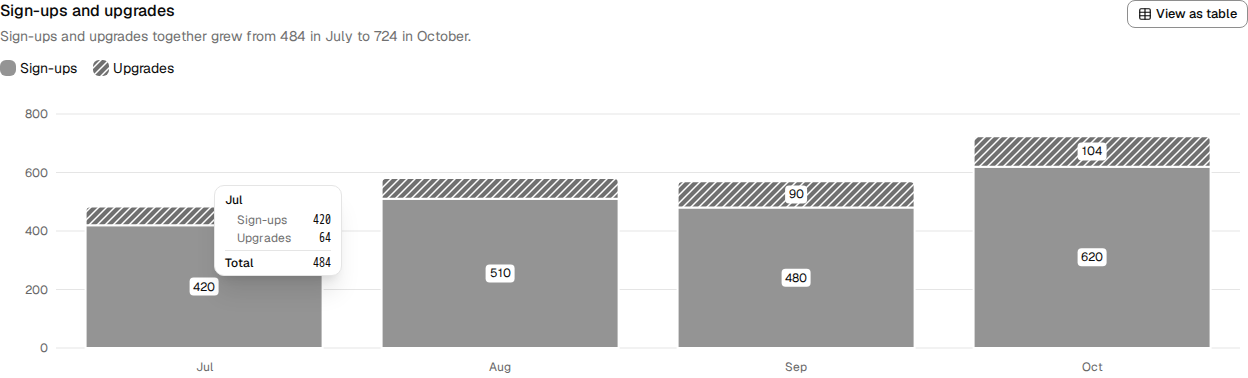 Sign-ups and upgrades
View as table
Sign-ups and upgrades together grew from 484 in July to 724 in October.
Sign-ups Upgrades
800
600
400
200
0
104
90
Jul
Sign-ups 420
Upgrades 64
Total 484
420
510
480
620
Jul Aug Sep Oct